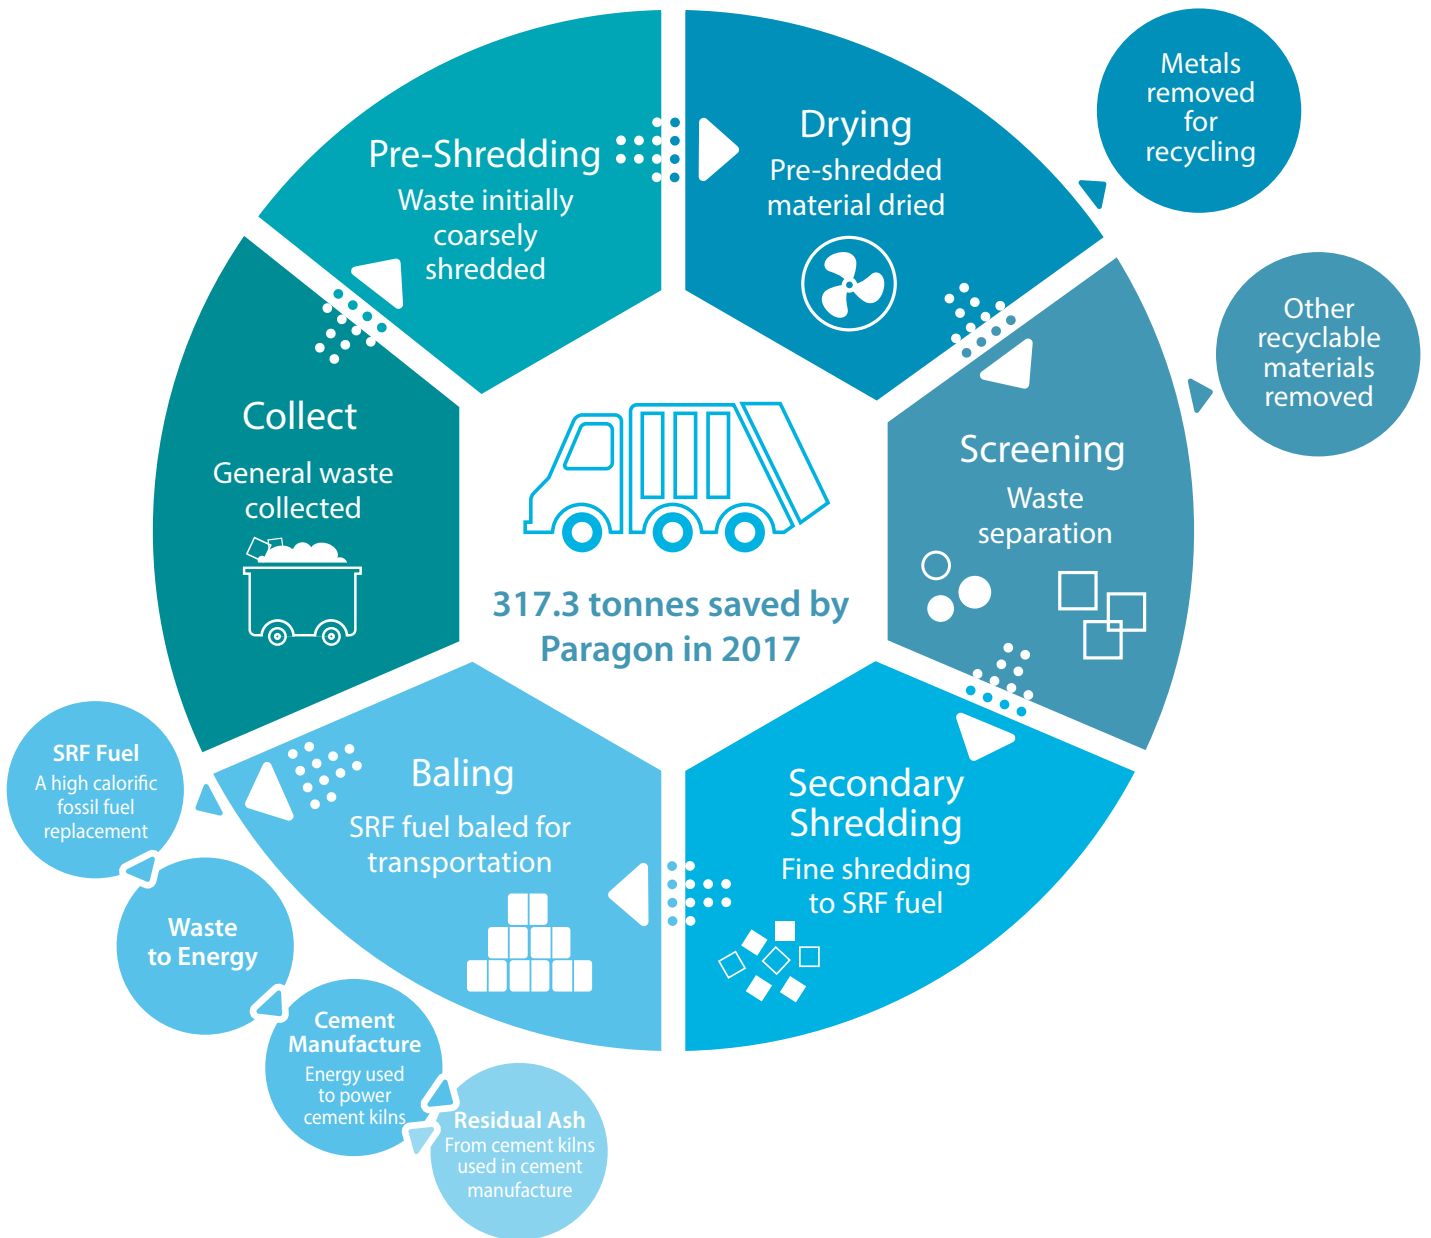 Pre-Shredding
Waste initially
coarsely
shredded
Drying
Pre-shredded
material dried
Metals
removed
for
recycling
Other
recyclable
materials
removed
Screening
Waste
separation
Secondary
Shredding
Fine shredding
to SRF fuel
Baling
SRF fuel baled for
transportation
Collect
General waste
collected
317.3 tonnes saved by
Paragon in 2017
SRF Fuel
A high calorific
fossil fuel
replacement
Waste
to Energy
Cement
Manufacture
Energy used
to power
cement kilns
Residual Ash
From cement kilns
used in cement
manufacture